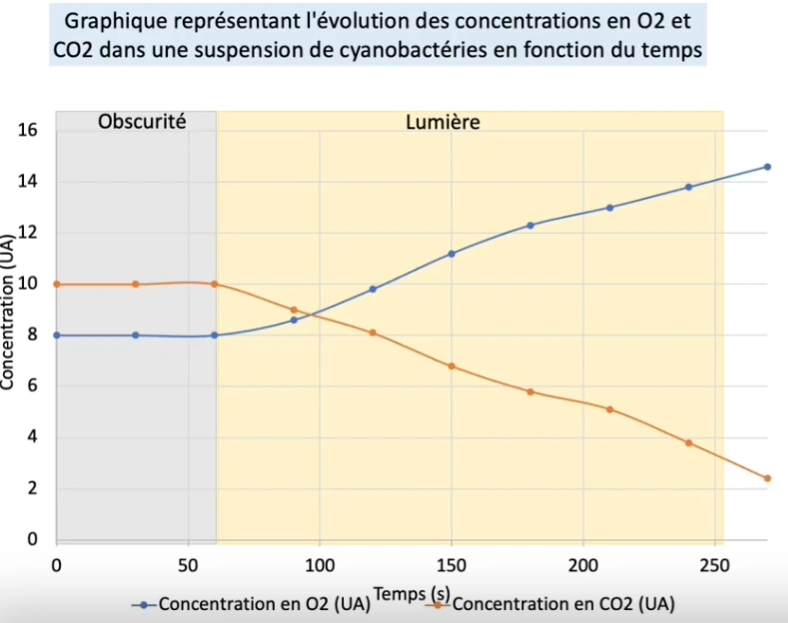 Graphique représentant l'évolution des concentrations en O2 et
CO2 dans une suspension de cyanobactéries en fonction du temps
Obscurité
Lumière
Concentration (UA)
16
14
12
10
8
6
4
2
0
0 50 100 150 200 250
Temps (s)
Concentration en O2 (UA)
Concentration en CO2 (UA)